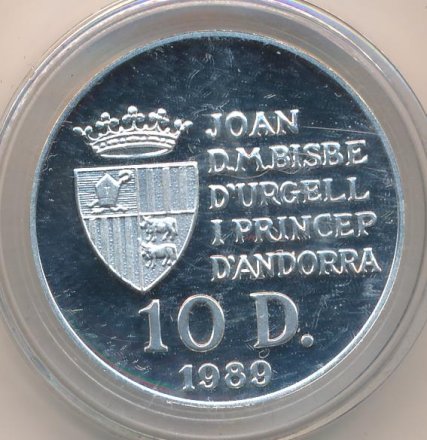 JOAN
D.M.BISBE
D'URGELL
I PRINCEP
D'ANDORRA
10 D.
1989